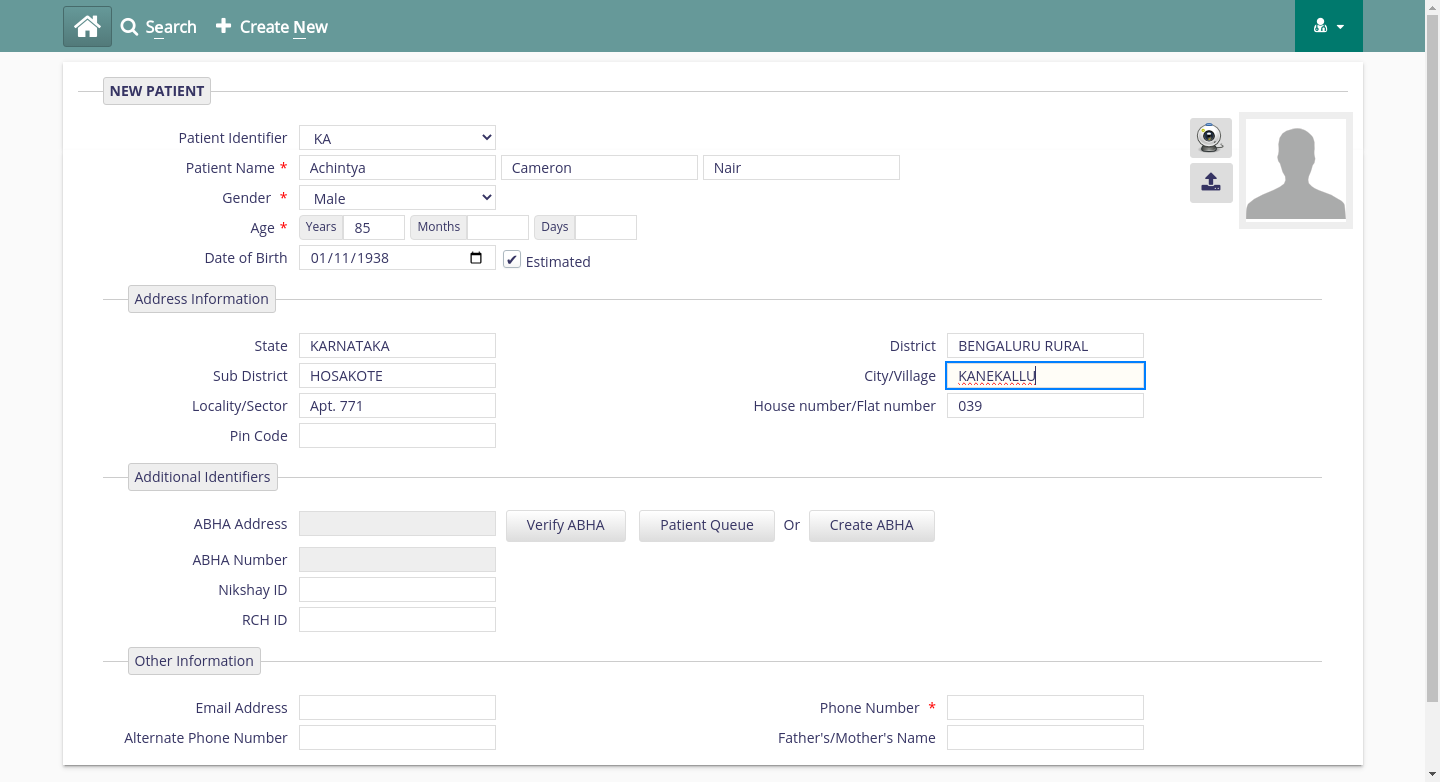 Search Create New
NEW PATIENT
Patient Identifier KA
Patient Name * Achintya Cameron Nair
Gender * Male
Age * Years 85 Months Days
Date of Birth 01/11/1938 Estimated
Address Information
State KARNATAKA District BENGALURU RURAL
Sub District HOSAKOTE City/Village KANEKALLU
Locality/Sector Apt. 771 House number/Flat number 039
Pin Code
Additional Identifiers
ABHA Address Verify ABHA Patient Queue Or Create ABHA
ABHA Number
Nikshay ID
RCH ID
Other Information
Email Address Phone Number *
Alternate Phone Number Father's/Mother's Name